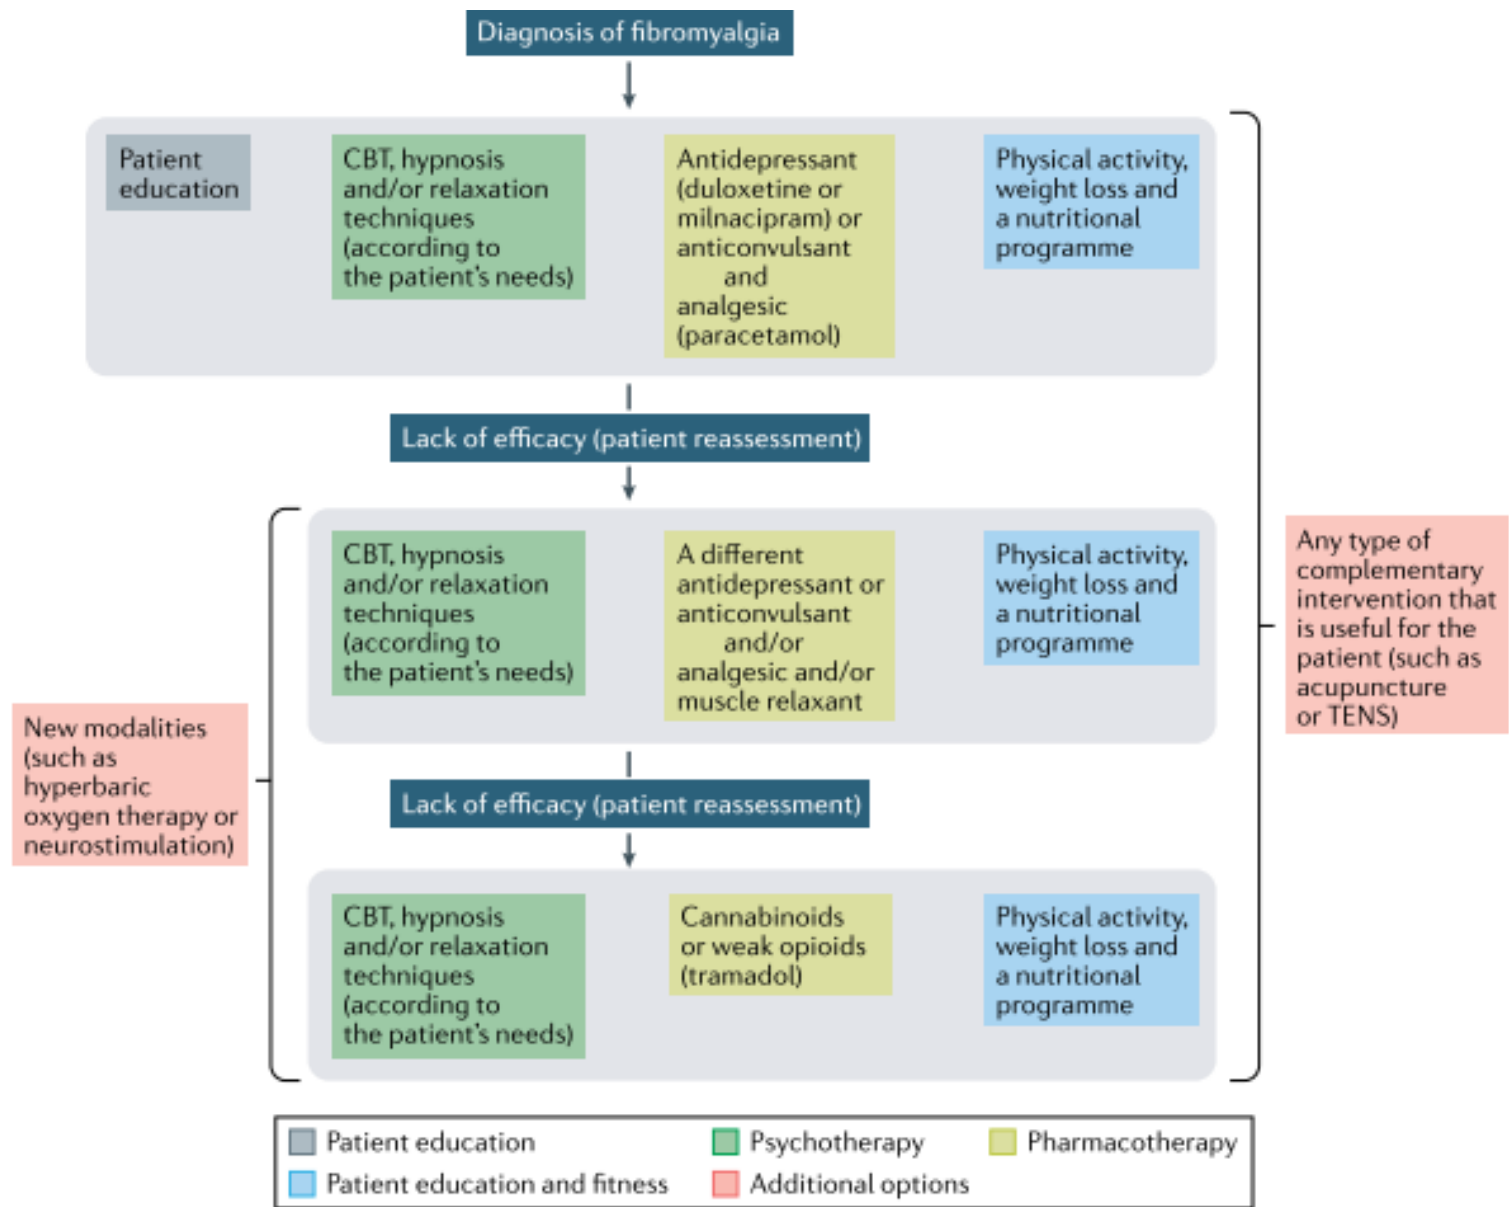 Diagnosis of fibromyalgia
Patient
education
CBT, hypnosis
and/or relaxation
techniques
(according to
the patient's needs)
Antidepressant
(duloxetine or
milnacipram) or
anticonvulsant
and
analgesic
(paracetamol)
Physical activity,
weight loss and
a nutritional
programme
Lack of efficacy (patient reassessment)
CBT, hypnosis
and/or relaxation
techniques
(according to
the patient's needs)
A different
antidepressant or
anticonvulsant
and/or
analgesic and/or
muscle relaxant
Physical activity,
weight loss and
a nutritional
programme
Any type of
complementary
intervention that
is useful for the
patient (such as
acupuncture
or TENS)
New modalities
(such as
hyperbaric
oxygen therapy or
neurostimulation)
Lack of efficacy (patient reassessment)
CBT, hypnosis
and/or relaxation
techniques
(according to
the patient's needs)
Cannabinoids
or weak opioids
(tramadol)
Physical activity,
weight loss and
a nutritional
programme
Patient education
Psychotherapy
Pharmacotherapy
Patient education and fitness
Additional options